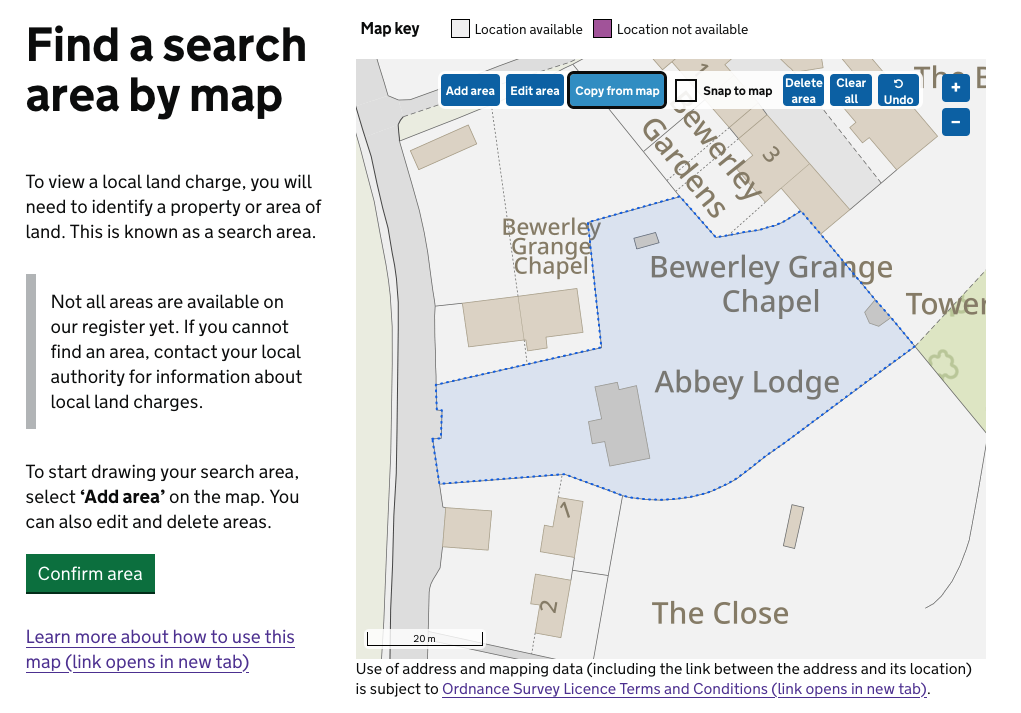 Find a search
area by map
To view a local land charge, you will
need to identify a property or area of
land. This is known as a search area.
Not all areas are available on
our register yet. If you cannot
find an area, contact your local
authority for information about
local land charges.
To start drawing your search area,
select ‘Add area’ on the map. You
can also edit and delete areas.
Confirm area
Learn more about how to use this
map (link opens in new tab)
Map key
Location available
Location not available
Add area
Edit area
Copy from map
Snap to map
Delete
area
Clear
all
Undo
+
−
1
3
Bewerley
Gardens
Bewerley
Grange
Chapel
Bewerley Grange
Chapel
Abbey Lodge
1
2
The Close
20 m
Use of address and mapping data (including the link between the address and its location)
is subject to Ordnance Survey Licence Terms and Conditions (link opens in new tab).